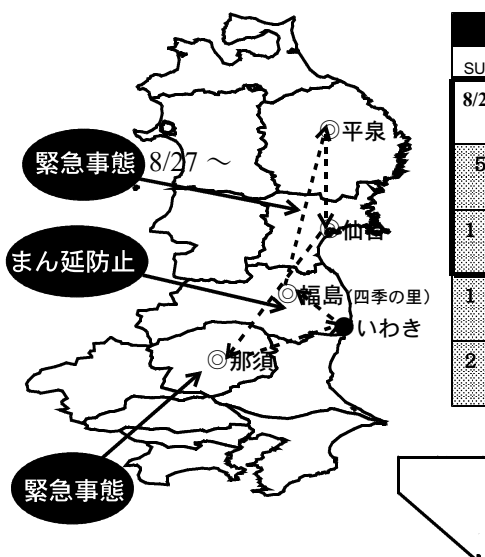 ◎平泉
緊急事態 8/27 ～
◎仙台
まん延防止
◎福島(四季の里)
●いわき
◎那須
緊急事態
SU
8/2
5
1
1
2